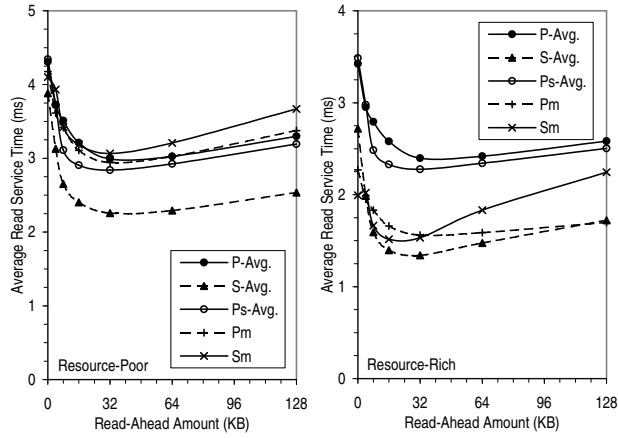 Average Read Service Time (ms)
5
4
3
2
1
0
P-Avg.
S-Avg.
Ps-Avg.
Pm
Sm
Resource-Poor
0 32 64 96 128
Read-Ahead Amount (KB)
Average Read Service Time (ms)
4
3
2
1
0
P-Avg.
S-Avg.
Ps-Avg.
Pm
Sm
Resource-Rich
0 32 64 96 128
Read-Ahead Amount (KB)